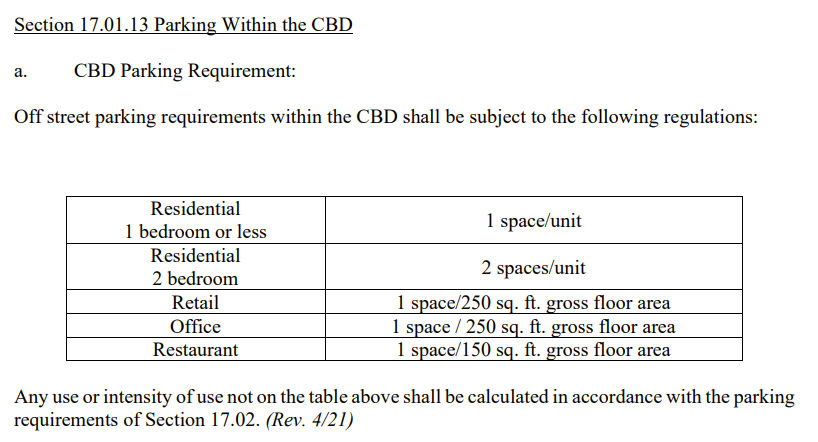 Section 17.01.13 Parking Within the CBD
a. CBD Parking Requirement:
Off street parking requirements within the CBD shall be subject to the following regulations:
Residential
1 bedroom or less
1 space/unit
Residential
2 bedroom
2 spaces/unit
Retail
1 space/250 sq. ft. gross floor area
Office
1 space / 250 sq. ft. gross floor area
Restaurant
1 space/150 sq. ft. gross floor area
Any use or intensity of use not on the table above shall be calculated in accordance with the parking
requirements of Section 17.02. (Rev. 4/21)